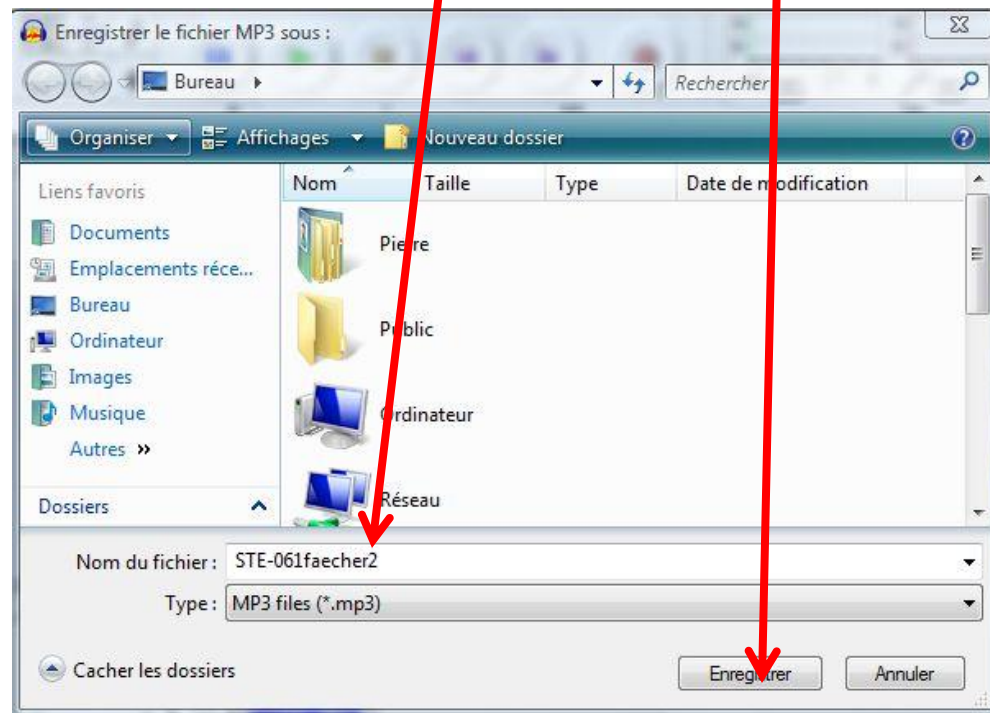 Enregistrer le fichier MP3 sous :
Bureau
Rechercher
Organiser Affichages Nouveau dossier
Liens favoris
Documents
Emplacements réce...
Bureau
Ordinateur
Images
Musique
Autres »
Dossiers
Nom Taille Type Date de modification
Pierre
Public
Ordinateur
Réseau
Nom du fichier : STE-061faecher2
Type : MP3 files (*.mp3)
Cacher les dossiers
Enregistrer
Annuler